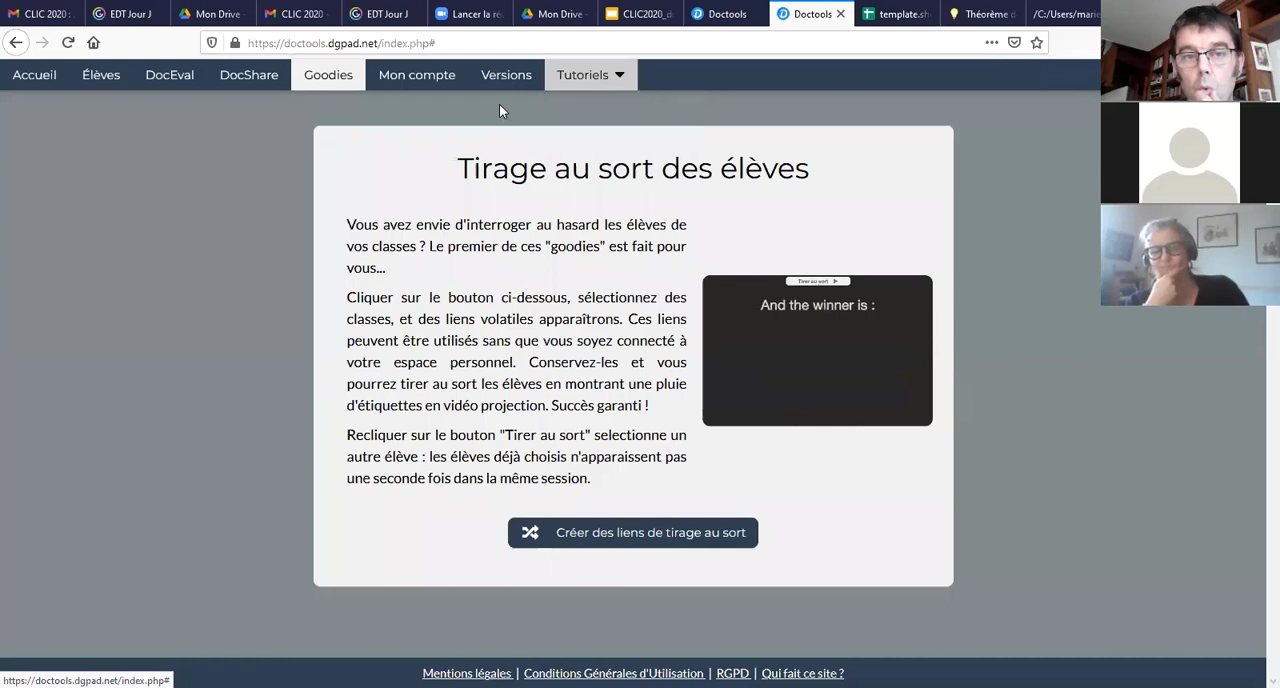 CLIC 2020 :
EDT Jour J
Mon Drive -
CLIC 2020 -
EDT Jour J
Lancer la ré
Mon Drive -
CLIC2020_di
Doctools
Doctools
template.sh
Théorème d
/C:/Users/marie
https://doctools.dgpad.net/index.php#
Accueil Élèves DocEval DocShare Goodies Mon compte Versions Tutoriels
Tirage au sort des élèves
Vous avez envie d'interroger au hasard les élèves de
vos classes ? Le premier de ces "goodies" est fait pour
vous...
Cliquer sur le bouton ci-dessous, sélectionnez des
classes, et des liens volatiles apparaîtrons. Ces liens
peuvent être utilisés sans que vous soyez connecté à
votre espace personnel. Conservez-les et vous
pourrez tirer au sort les élèves en montrant une pluie
d'étiquettes en vidéo projection. Succès garanti !
Recliquer sur le bouton "Tirer au sort" selectionne un
autre élève : les élèves déjà choisis n'apparaissent pas
une seconde fois dans la même session.
Tirer au sort
And the winner is :
Créer des liens de tirage au sort
Mentions légales | Conditions Générales d'Utilisation | RGPD | Qui fait ce site ?
https://doctools.dgpad.net/index.php#